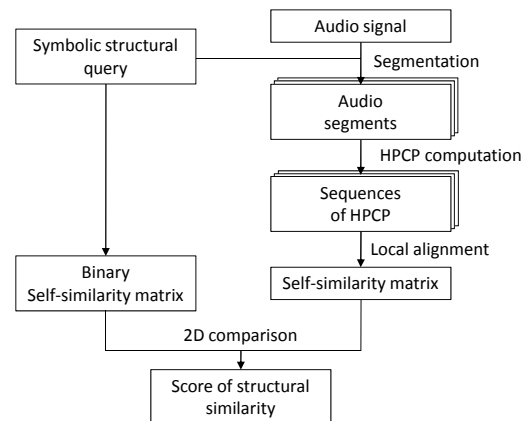 Audio signal
Symbolic structural
query
Segmentation
Audio
segments
HPCP computation
Sequences
of HPCP
Local alignment
Binary
Self-similarity matrix
Self-similarity matrix
2D comparison
Score of structural
similarity